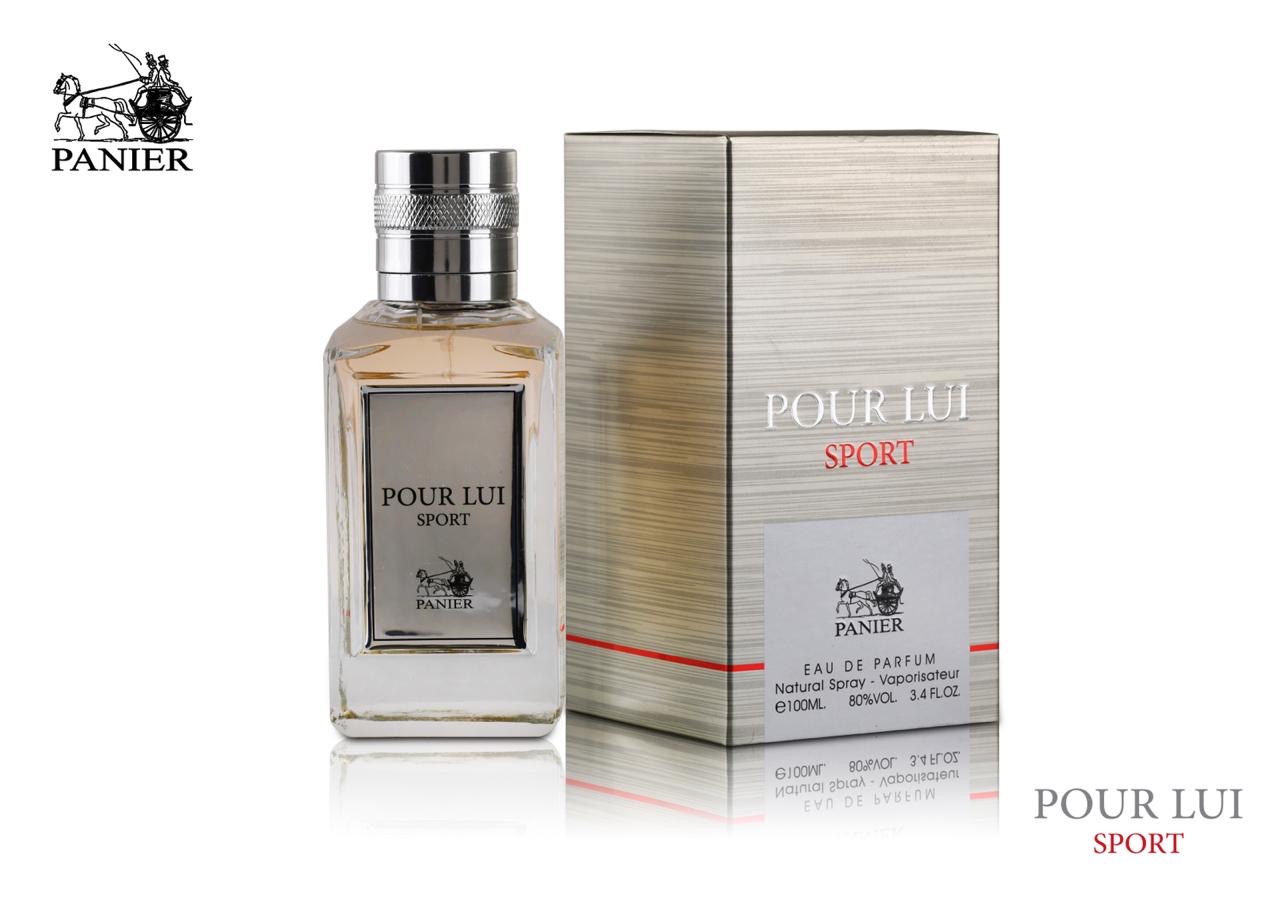 PANIER
POUR LUI
SPORT
PANIER
POUR LUI
SPORT
PANIER
EAU DE PARFUM
Natural Spray - Vaporisateur
℮100ML. 80%VOL. 3.4 FL.OZ.
POUR LUI
SPORT